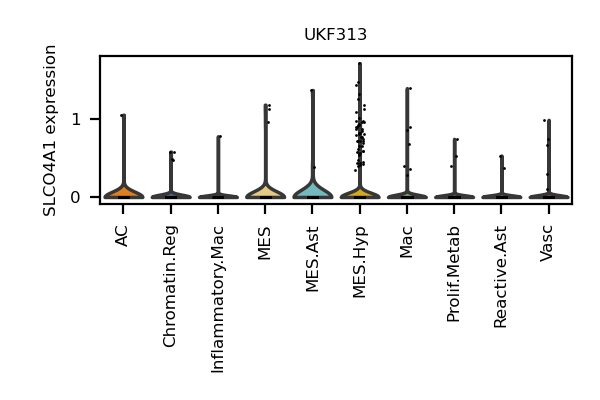 UKF313
SLCO4A1 expression
1
0
AC
Chromatin.Reg
Inflammatory.Mac
MES
MES.Ast
MES.Hyp
Mac
Prolif.Metab
Reactive.Ast
Vasc